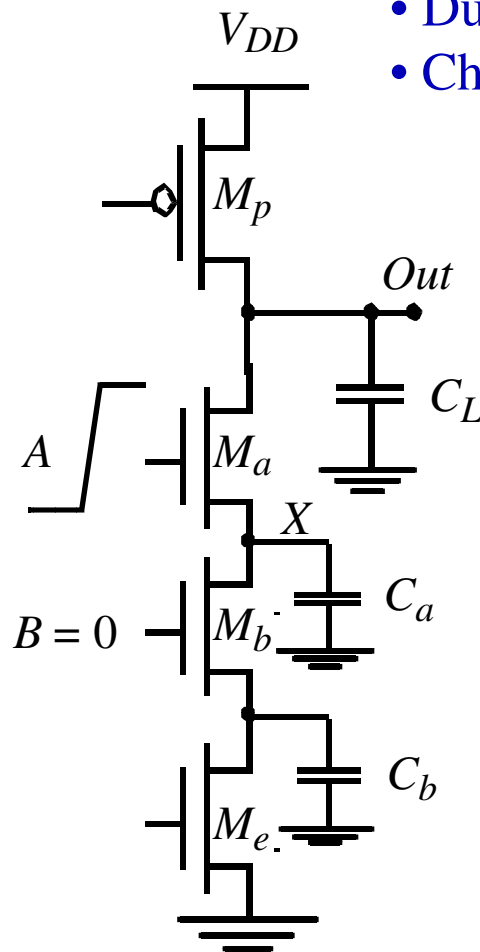 • Du
• Ch
V_DD
M_p
Out
C_L
A
M_a
X
C_a
B = 0
M_b
C_b
M_e